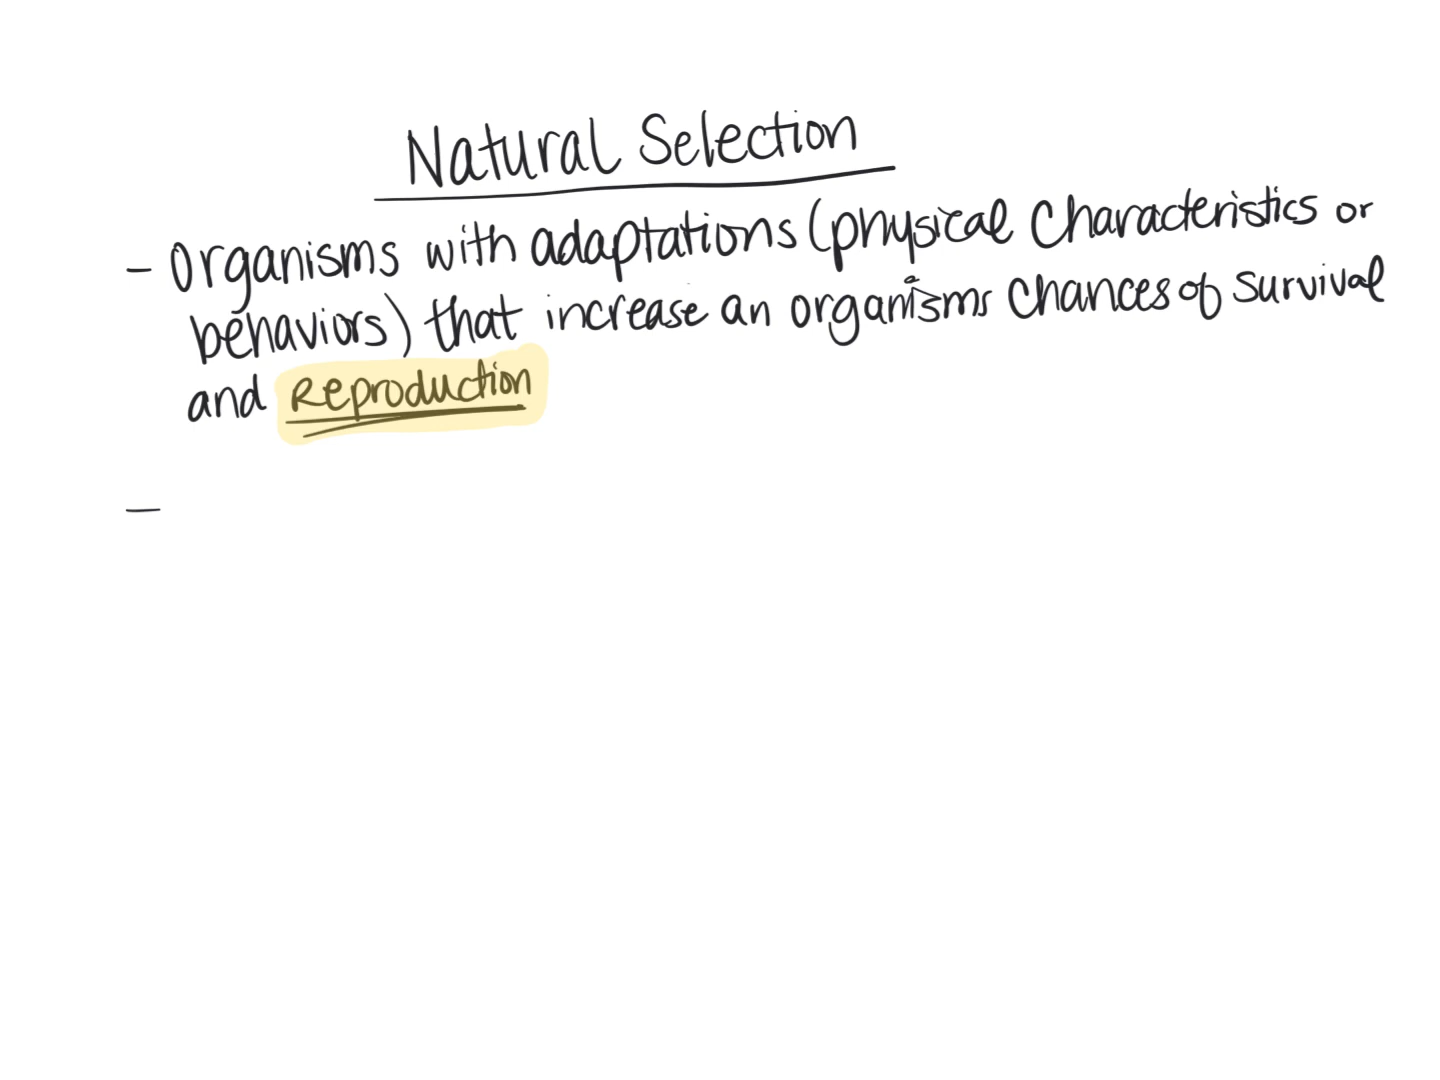 Natural Selection
- Organisms with adaptations (physical characteristics or
behaviors) that increase an organisms chances of survival
and Reproduction
-